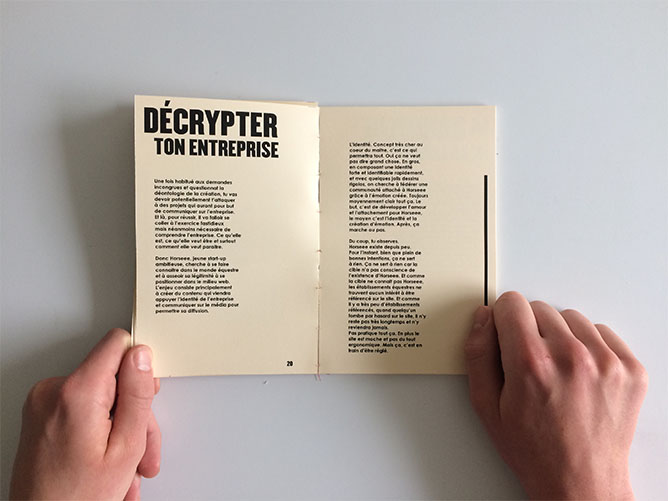 DÉCRYPTER
TON ENTREPRISE
Une fois habitué aux demandes
incongrues et questionnant la
déontologie de la création, tu vas
devoir potentiellement t'attaquer
à des projets qui auront pour but
de communiquer sur l'entreprise.
Et là, pour réussir, il va falloir se
coller à l'exercice fastidieux
mais néanmoins nécessaire de
comprendre l'entreprise. Ce qu'elle
est, ce qu'elle veut être et surtout
comment elle veut paraître.
Donc Horseee, jeune start-up
ambitieuse, cherche à se faire
connaître dans le monde équestre
et à asseoir sa légitimité à se
positionner dans le milieu web.
L'enjeu consiste principalement
à créer du contenu qui viendra
appuyer l'identité de l'entreprise
et communiquer sur le média pour
permettre sa diffusion.
29
L'identité. Concept très cher au
coeur du maître, c'est ce qui
permettra tout. Oui ça ne veut
pas dire grand chose. En gros,
en composant une identité
forte et identifiable rapidement,
et avec quelques jolis dessins
rigolos, on cherche à fédérer une
communauté attaché à Horseee
grâce à l'émotion créée. Toujours
moyennement clair tout ça. Le
but, c'est de développer l'amour
et l'attachement pour Horseee,
le moyen c'est l'identité et la
création d'émotion. Après, ça
marche ou pas.
Du coup, tu observes.
Horseee existe depuis peu.
Pour l'instant, bien que plein de
bonnes intentions, ça ne sert
à rien. Ça ne sert à rien car la
cible n'a pas conscience de
l'existence d'Horseee. Et comme
la cible ne connaît pas Horseee,
les établissements équestres ne
trouvent aucun intérêt à être
référencé sur le site. Et comme
il y a très peu d'établissements
référencés, quand quelqu'un
tombe par hasard sur le site, il n'y
reste pas très longtemps et n'y
reviendra jamais.
Pas pratique tout ça. En plus le
site est moche et pas du tout
ergonomique. Mais ça, c'est en
train d'être réglé.